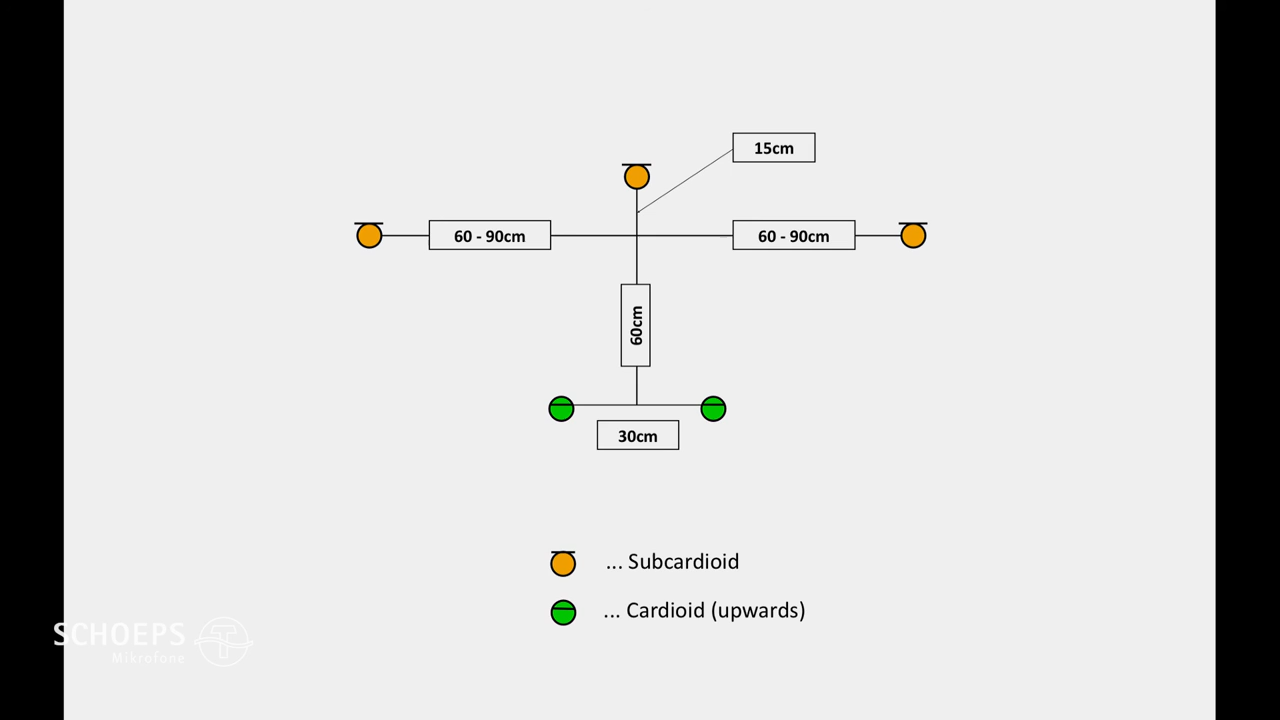 15cm
60 - 90cm
60 - 90cm
60cm
30cm
... Subcardioid
... Cardioid (upwards)
SCHOEPS
Mikrofone